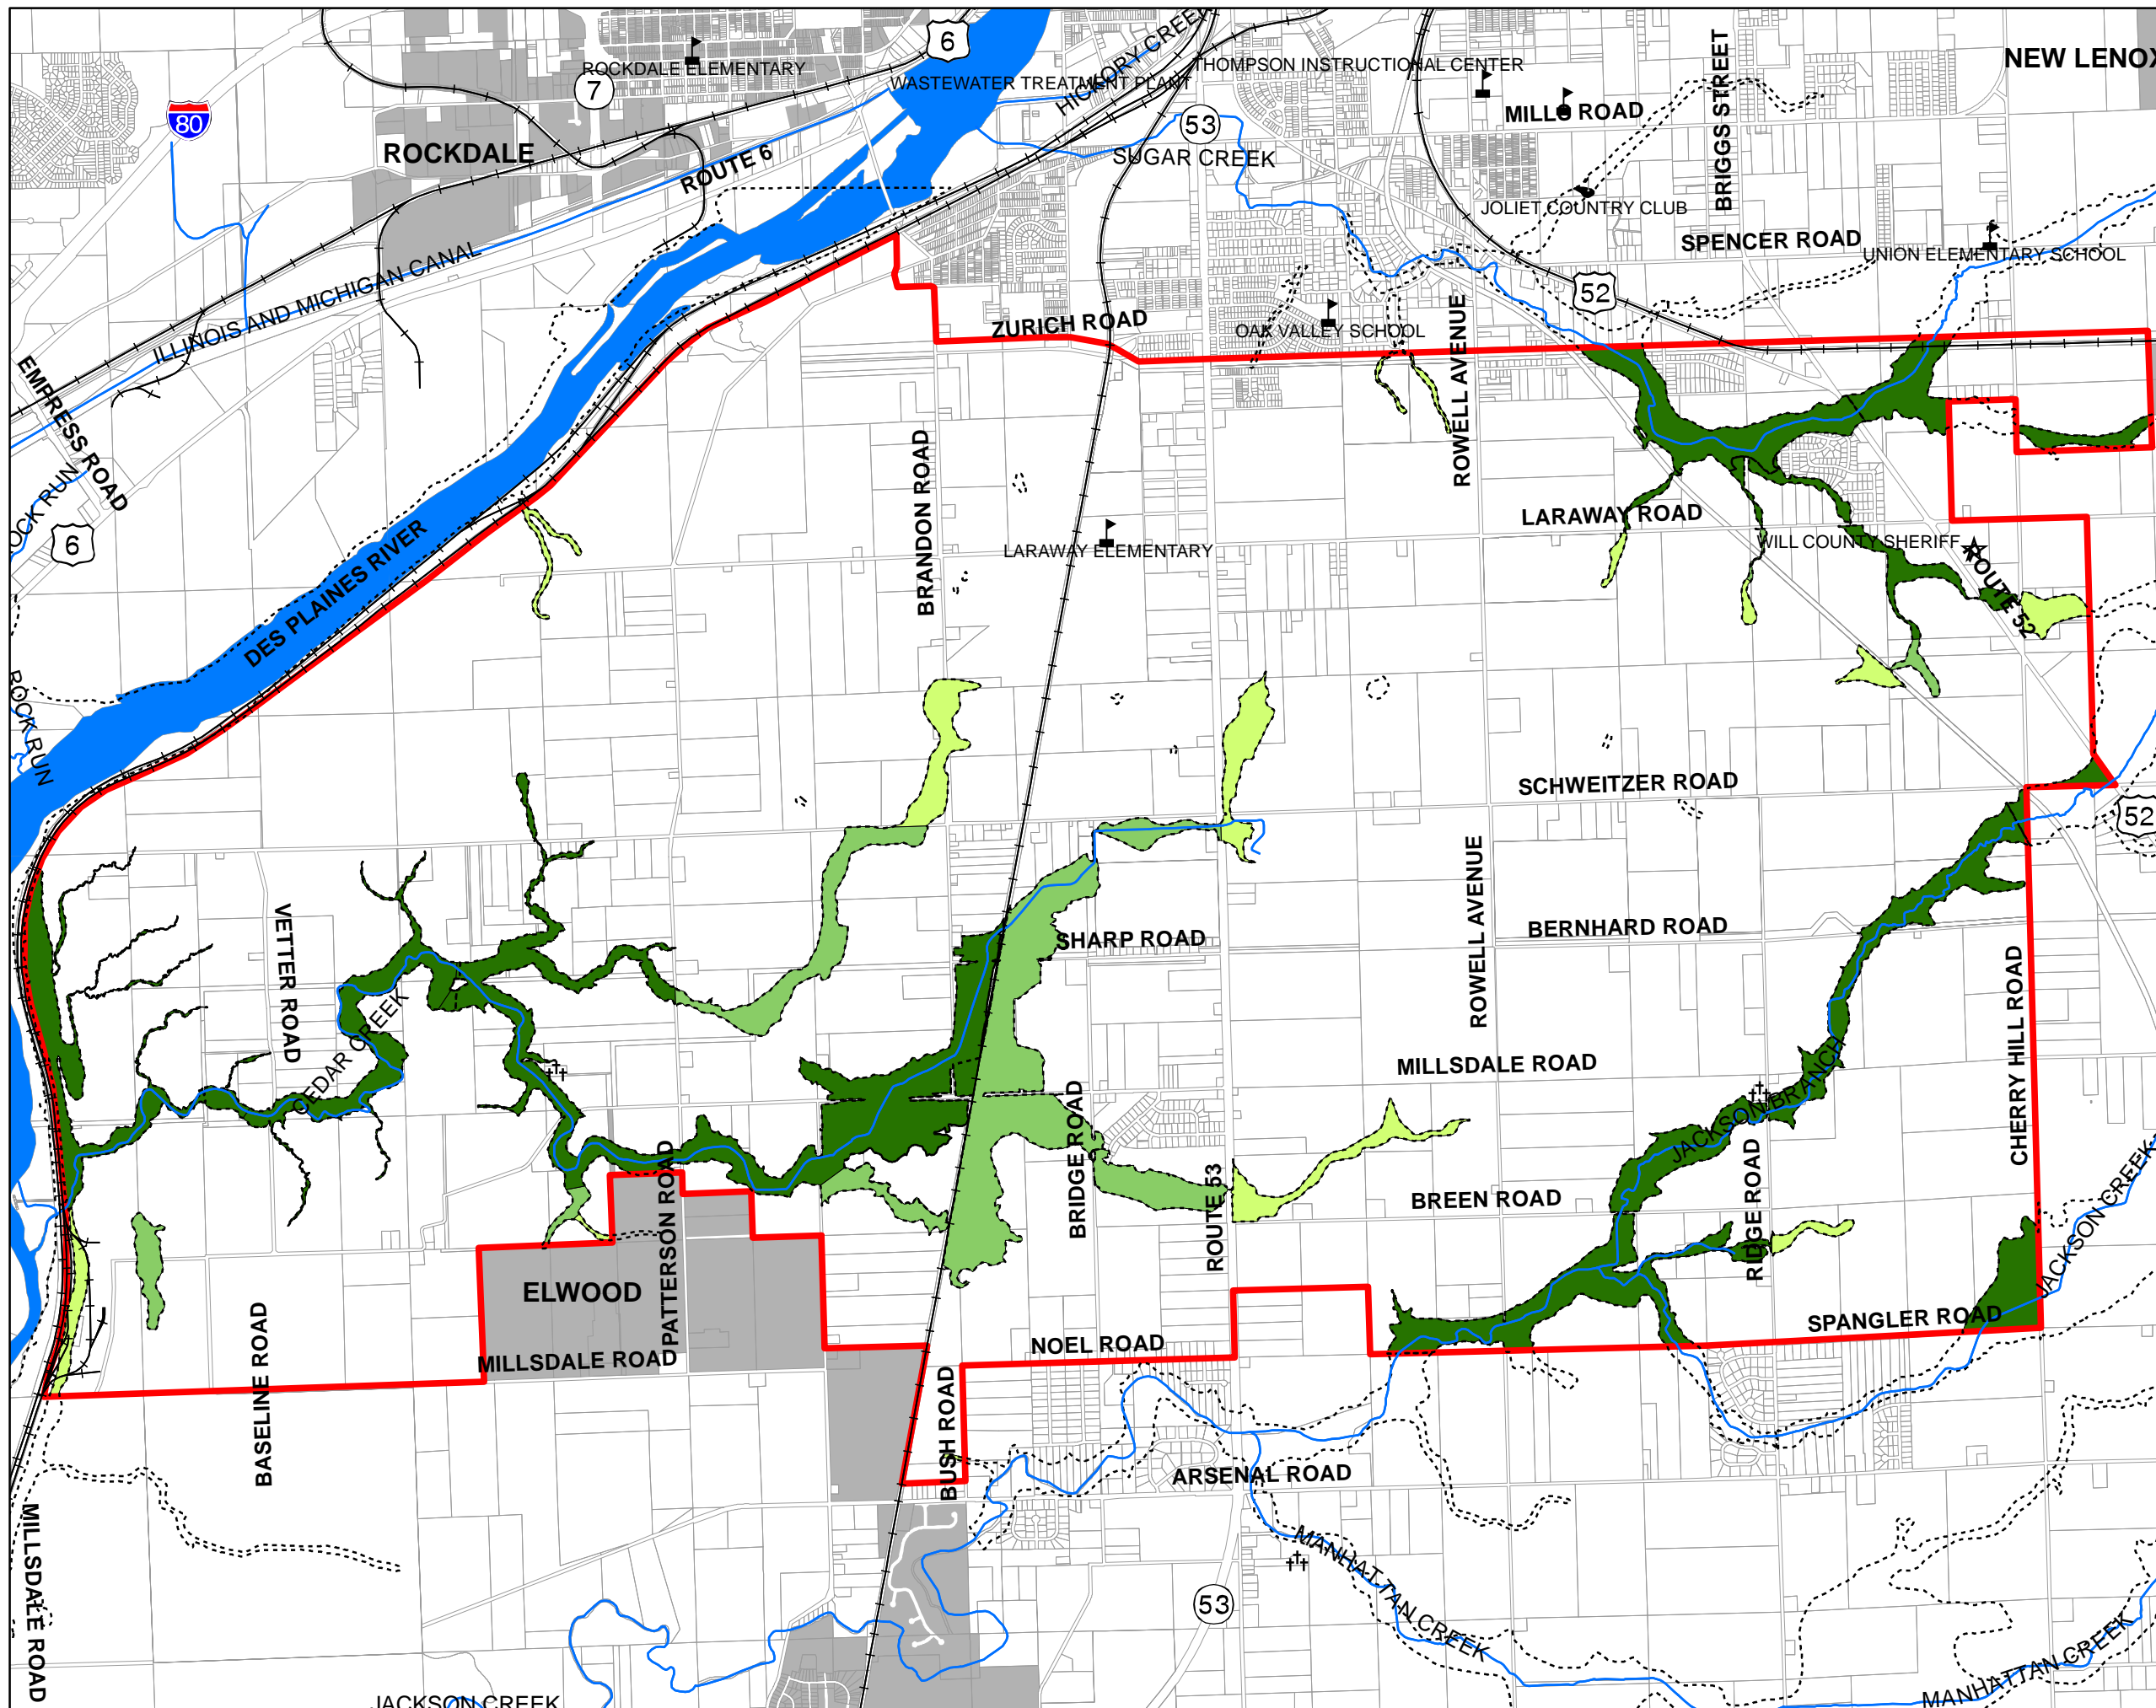 6
HICKORY CREEK
ROCKDALE ELEMENTARY
7
WASTEWATER TREATMENT PLANT
THOMPSON INSTRUCTIONAL CENTER
BRIGGS STREET
NEW LENOX
80
MILLS ROAD
53
ROCKDALE
ROUTE 6
SUGAR CREEK
JOLIET COUNTRY CLUB
SPENCER ROAD
UNION ELEMENTARY SCHOOL
ILLINOIS AND MICHIGAN CANAL
52
ZURICH ROAD
OAK VALLEY SCHOOL
ROWELL AVENUE
EMPRESS ROAD
BRANDON ROAD
OCK RUN
6
LARAWAY ROAD
LARAWAY ELEMENTARY
WILL COUNTY SHERIFF
ROUTE 52
DES PLAINES RIVER
ROCK RUN
SCHWEITZER ROAD
52
ROWELL AVENUE
VETTER ROAD
SHARP ROAD
BERNHARD ROAD
CEDAR CREEK
CHERRY HILL ROAD
MILLSDALE ROAD
JACKSON BRANCH
BRIDGE ROAD
PATTERSON ROAD
ROUTE 53
BREEN ROAD
RIDGE ROAD
JACKSON CREEK
ELWOOD
SPANGLER ROAD
BASELINE ROAD
NOEL ROAD
MILLSDALE ROAD
BUSH ROAD
ARSENAL ROAD
MILLSDALE ROAD
MANHATTAN CREEK
53
MANHATTAN CREEK
JACKSON CREEK